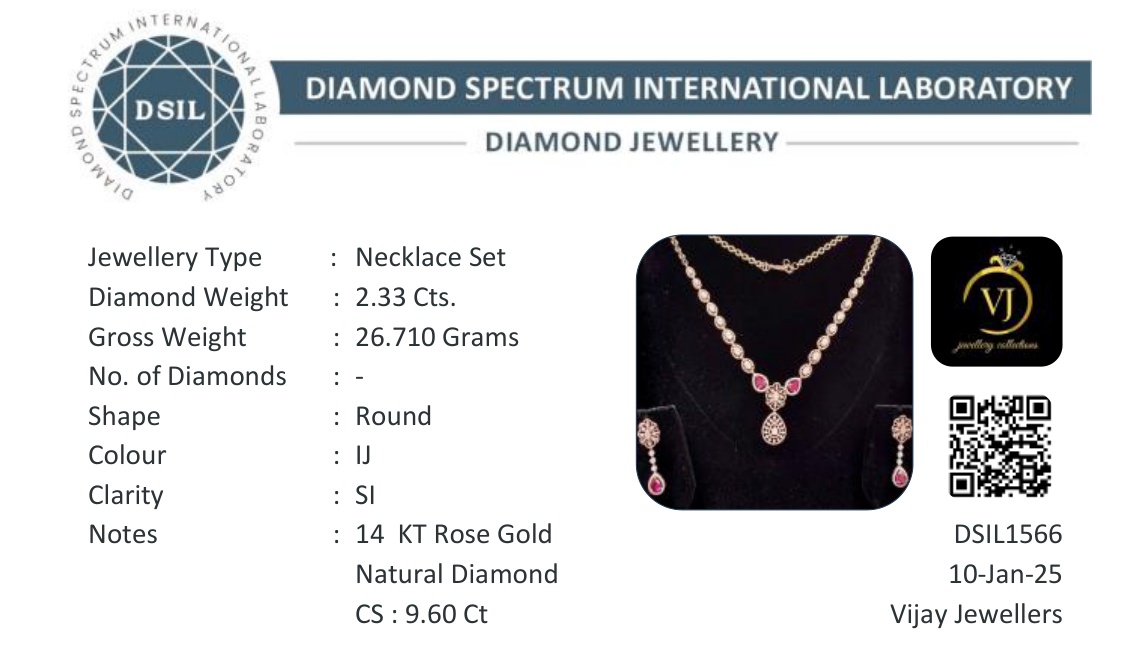 DIAMOND SPECTRUM INTERNATIONAL LABORATORY
DSIL
DIAMOND SPECTRUM INTERNATIONAL LABORATORY
DIAMOND JEWELLERY
Jewellery Type : Necklace Set
Diamond Weight : 2.33 Cts.
Gross Weight : 26.710 Grams
No. of Diamonds : -
Shape : Round
Colour : IJ
Clarity : SI
Notes : 14 KT Rose Gold
Natural Diamond
CS : 9.60 Ct
VJ
jewellery collections
DSIL1566
10-Jan-25
Vijay Jewellers